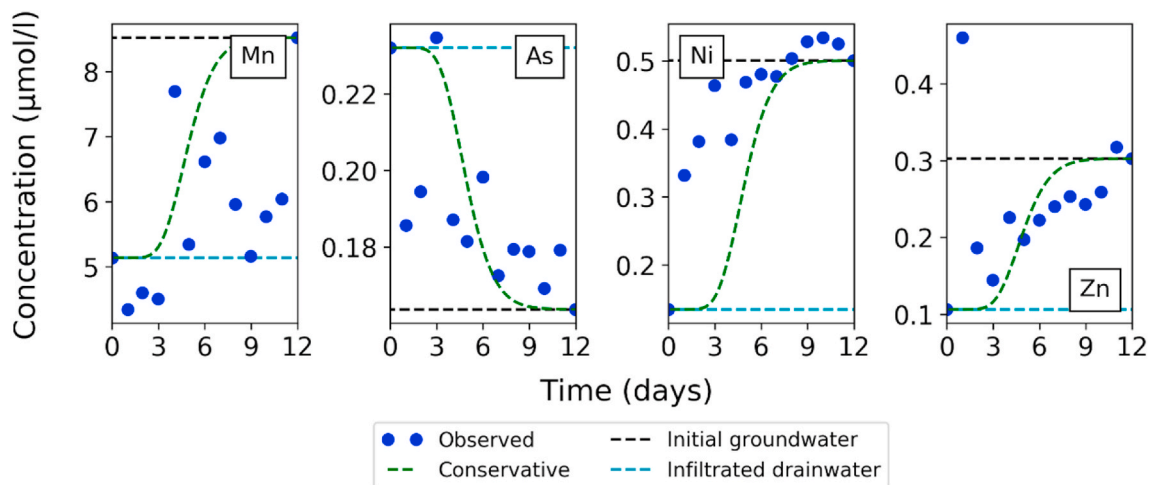 Concentration (μmol/l)
8
7
6
5
Mn
0 3 6 9 12
0.22
0.20
0.18
As
0 3 6 9 12
0.5
0.4
0.3
0.2
Ni
0 3 6 9 12
0.4
0.3
0.2
0.1
Zn
0 3 6 9 12
Time (days)
Observed
Conservative
Initial groundwater
Infiltrated drainwater